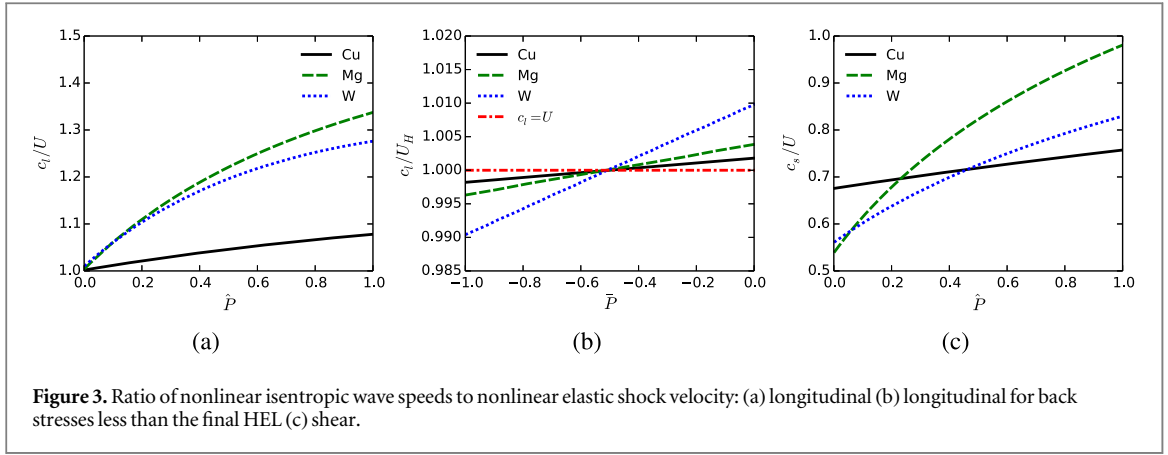 1.5
1.4
1.3
1.2
1.1
1.0
0.0 0.2 0.4 0.6 0.8 1.0
c_l/U
P̂
Cu
Mg
W
(a)
1.020
1.015
1.010
1.005
1.000
0.995
0.990
0.985
−1.0 −0.8 −0.6 −0.4 −0.2 0.0
c_l/U_H
P̄
Cu
Mg
W
c_l = U
(b)
1.0
0.9
0.8
0.7
0.6
0.5
0.0 0.2 0.4 0.6 0.8 1.0
c_s/U
P̂
Cu
Mg
W
(c)
Figure 3. Ratio of nonlinear isentropic wave speeds to nonlinear elastic shock velocity: (a) longitudinal (b) longitudinal for back
stresses less than the final HEL (c) shear.